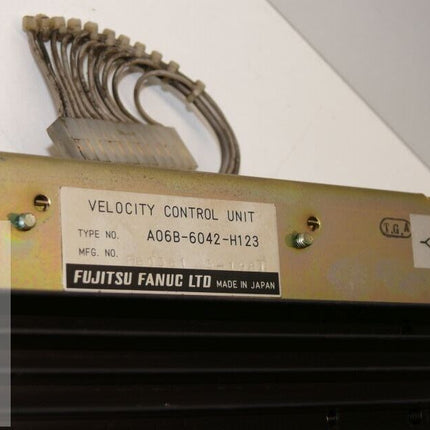 VELOCITY CONTROL UNIT
TYPE NO. A06B-6042-H123
MFG. NO.
FUJITSU FANUC LTD MADE IN JAPAN